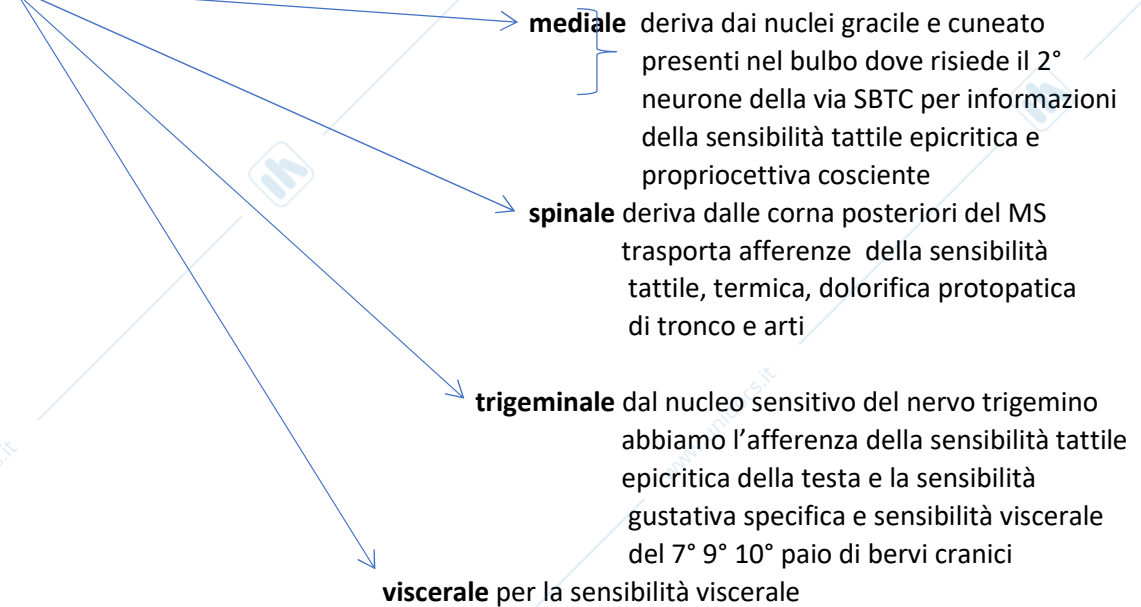 mediale deriva dai nuclei gracile e cuneato
presenti nel bulbo dove risiede il 2°
neurone della via SBTC per informazioni
della sensibilità tattile epicritica e
propriocettiva cosciente
spinale deriva dalle corna posteriori del MS
trasporta afferenze della sensibilità
tattile, termica, dolorifica protopatica
di tronco e arti
trigeminale dal nucleo sensitivo del nervo trigemino
abbiamo l’afferenza della sensibilità tattile
epicritica della testa e la sensibilità
gustativa specifica e sensibilità viscerale
del 7° 9° 10° paio di bervi cranici
viscerale per la sensibilità viscerale